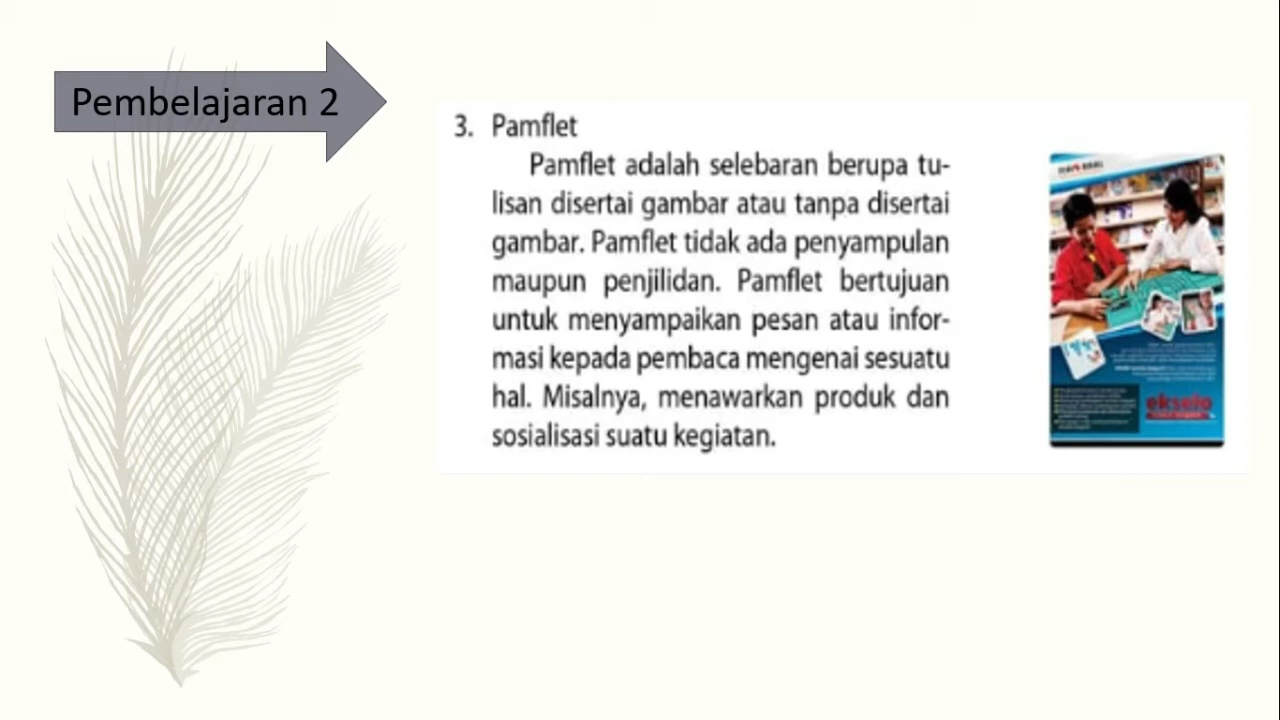 Pembelajaran 2
3. Pamflet
Pamflet adalah selebaran berupa tu-
lisan disertai gambar atau tanpa disertai
gambar. Pamflet tidak ada penyampulan
maupun penjilidan. Pamflet bertujuan
untuk menyampaikan pesan atau infor-
masi kepada pembaca mengenai sesuatu
hal. Misalnya, menawarkan produk dan
sosialisasi suatu kegiatan.